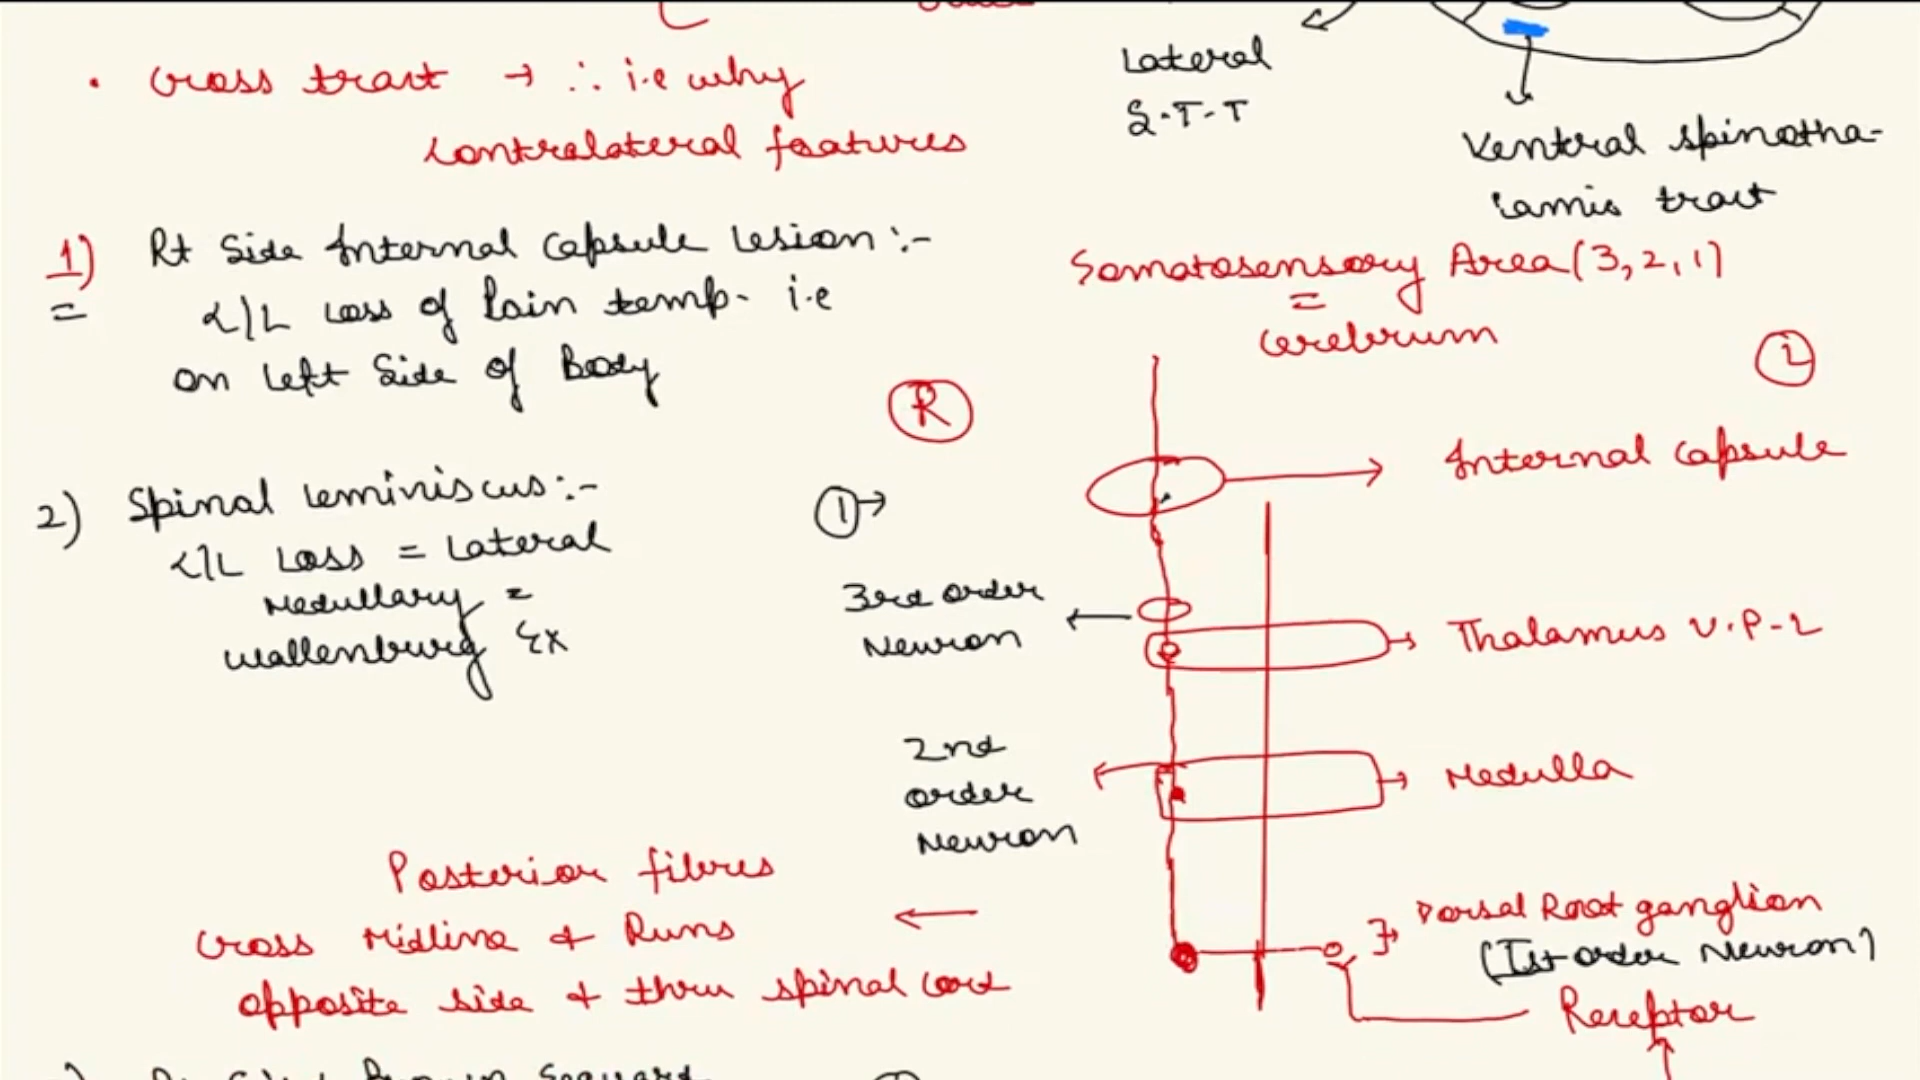 • Cross tract → ∴ i.e why
contralateral features
1) Rt Side Internal Capsule Lesion :-
C/L Loss of Pain temp. i.e
on Left Side of Body
2) Spinal Leminiscus :-
C/L Loss = Lateral
Medullary =
Wallenburg
Posterior fibres
Cross Midline & Runs
opposite side & thru spinal cord
Lateral
S.T.T
Ventral spinotha-
lamic tract
Somatosensory Area (3,2,1)
=
Cerebrum
R
L
Internal Capsule
1 →
3rd order
Neuron
Thalamus V.P.L
2nd
order
Neuron
Medulla
Dorsal Root ganglion
(Ist order Neuron)
Receptor